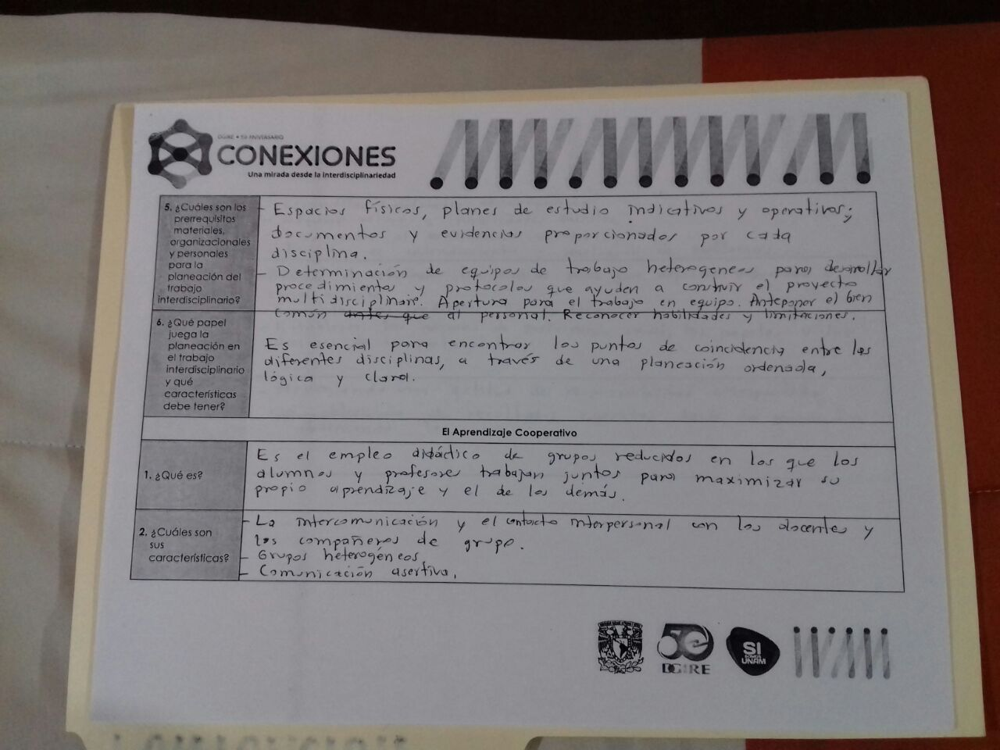 DGIRE • 50 ANIVERSARIO
CONEXIONES
Una mirada desde la interdisciplinariedad
5. ¿Cuáles son los
prerrequisitos
materiales,
organizacionales
y personales
para la
planeación del
trabajo
interdisciplinario?
- Espacios físicos, planes de estudio indicativos y operativos;
documentos y evidencias proporcionados por cada
disciplina.
- Determinación de equipos de trabajo heterogeneos para desarrollar
procedimientos y protocolos que ayuden a construir el proyecto
multidisciplinario. Apertura para el trabajo en equipo. Anteponer el bien
común antes que al personal. Reconocer habilidades y limitaciones.
6. ¿Qué papel
juega la
planeación en
el trabajo
interdisciplinario
y qué
características
debe tener?
Es esencial para encontrar los puntos de coincidencia entre las
diferentes disciplinas, a través de una planeación ordenada,
lógica y clara.
El Aprendizaje Cooperativo
1. ¿Qué es?
Es el empleo didáctico de grupos reducidos en los que los
alumnos y profesores trabajan juntos para maximizar su
propio aprendizaje y el de los demás.
2. ¿Cuáles son
sus
características?
- La intercomunicación y el contacto interpersonal con los docentes y
los compañeros de grupo.
- Grupos heterogéneos.
- Comunicación asertiva.
50
DGIRE
SI
SOMOS
UNAM